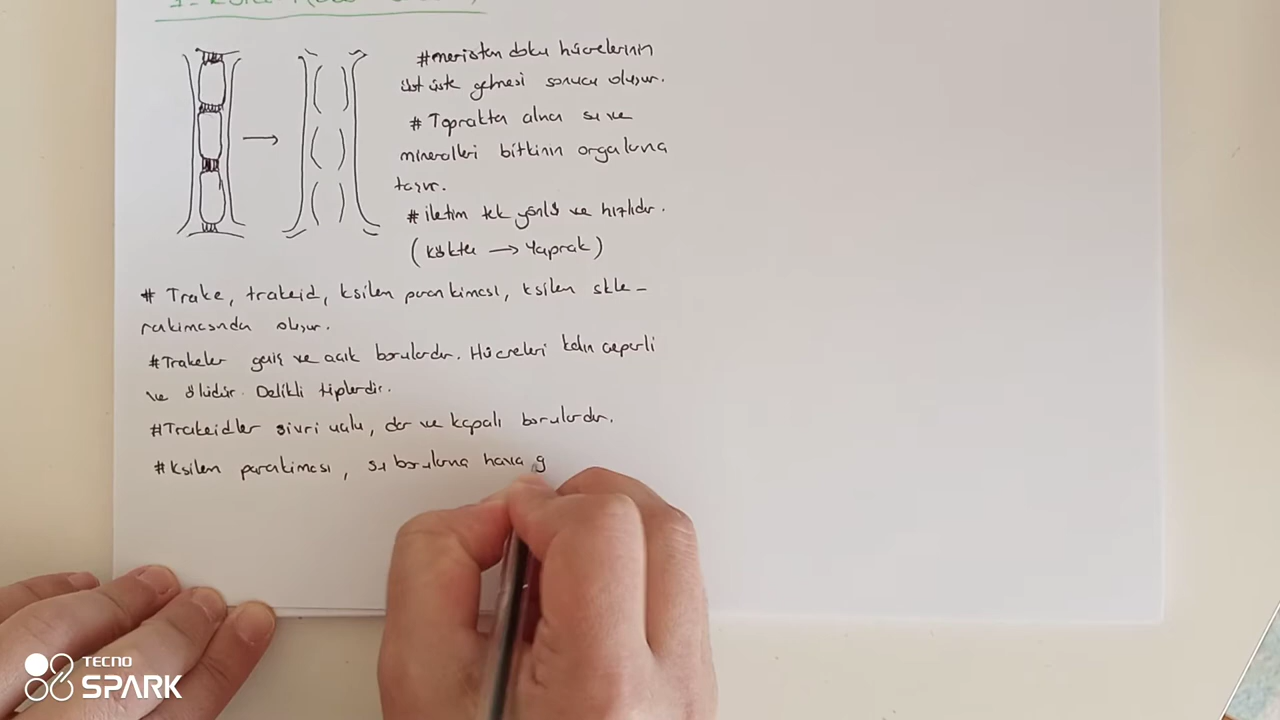 #meristem doku hücrelerinin
üst üste gelmesi sonucu oluşur.
# Topraktan alınan su ve
mineralleri bitkinin organlarına
taşır.
# iletim tek yönlü ve hızlıdır.
(Kökten → Yaprak)
# Trake, trakeid, ksilem parankiması, ksilem skle-
rankimasından oluşur.
#Trakeler geniş ve açık borulardır. Hücreleri kalın çeperli
ve ölüdür. Delikli tiplerdir.
#Trakeidler sivri uçlu, dar ve kapalı borulardır.
#Ksilem parankiması, su borularına hava g
TECNO
SPARK